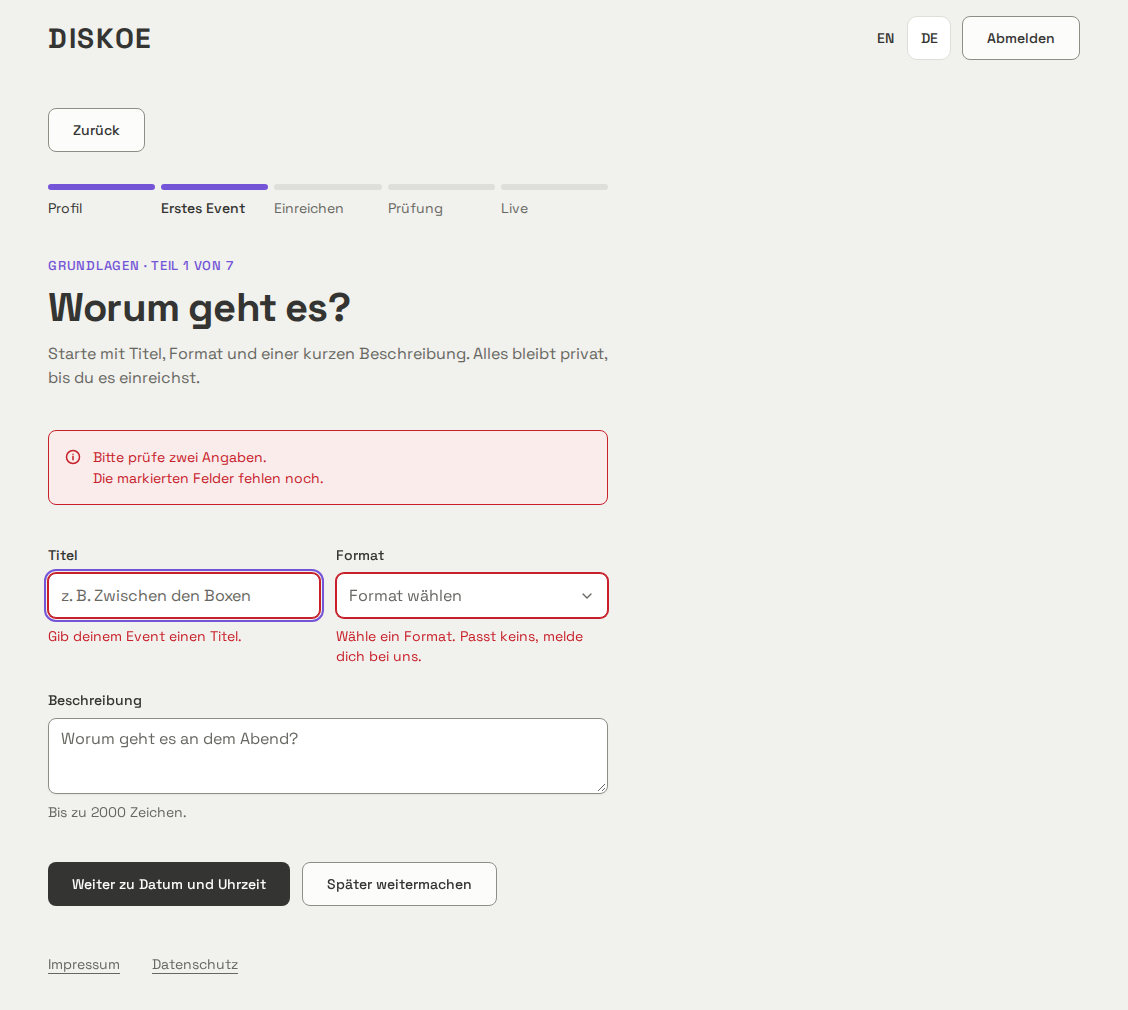 DISKOE
EN
DE
Abmelden
Zurück
Profil
Erstes Event
Einreichen
Prüfung
Live
GRUNDLAGEN · TEIL 1 VON 7
Worum geht es?
Starte mit Titel, Format und einer kurzen Beschreibung. Alles bleibt privat,
bis du es einreichst.
Bitte prüfe zwei Angaben.
Die markierten Felder fehlen noch.
Titel
Format
z. B. Zwischen den Boxen
Format wählen
Gib deinem Event einen Titel.
Wähle ein Format. Passt keins, melde
dich bei uns.
Beschreibung
Worum geht es an dem Abend?
Bis zu 2000 Zeichen.
Weiter zu Datum und Uhrzeit
Später weitermachen
Impressum
Datenschutz